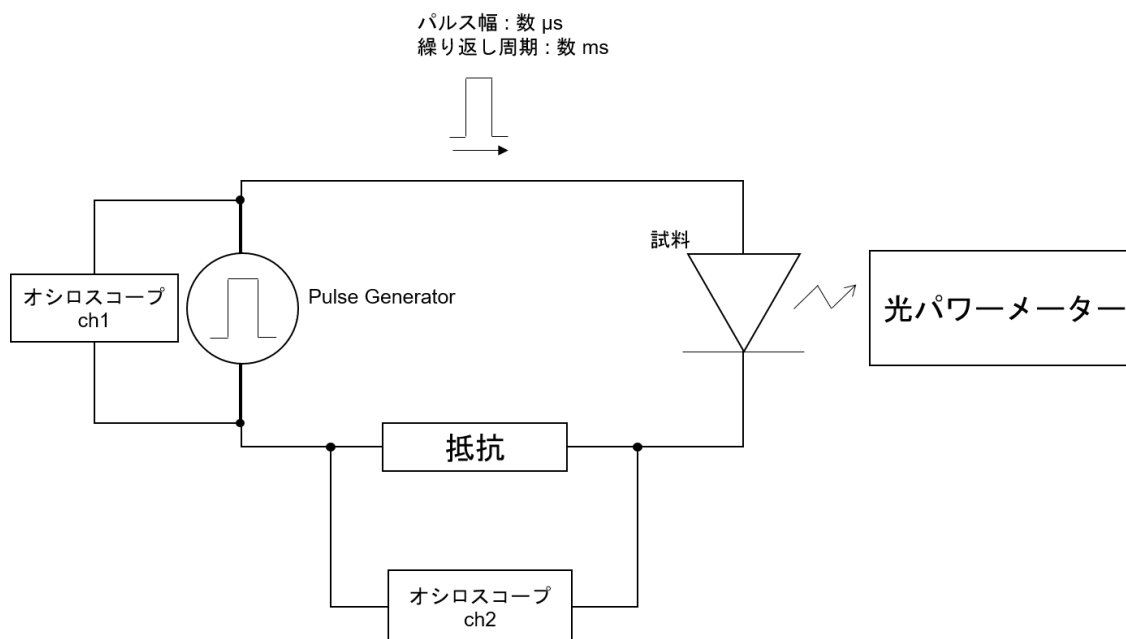 パルス幅 : 数 μs
繰り返し周期 : 数 ms
試料
オシロスコープ
ch1
Pulse Generator
光パワーメーター
抵抗
オシロスコープ
ch2